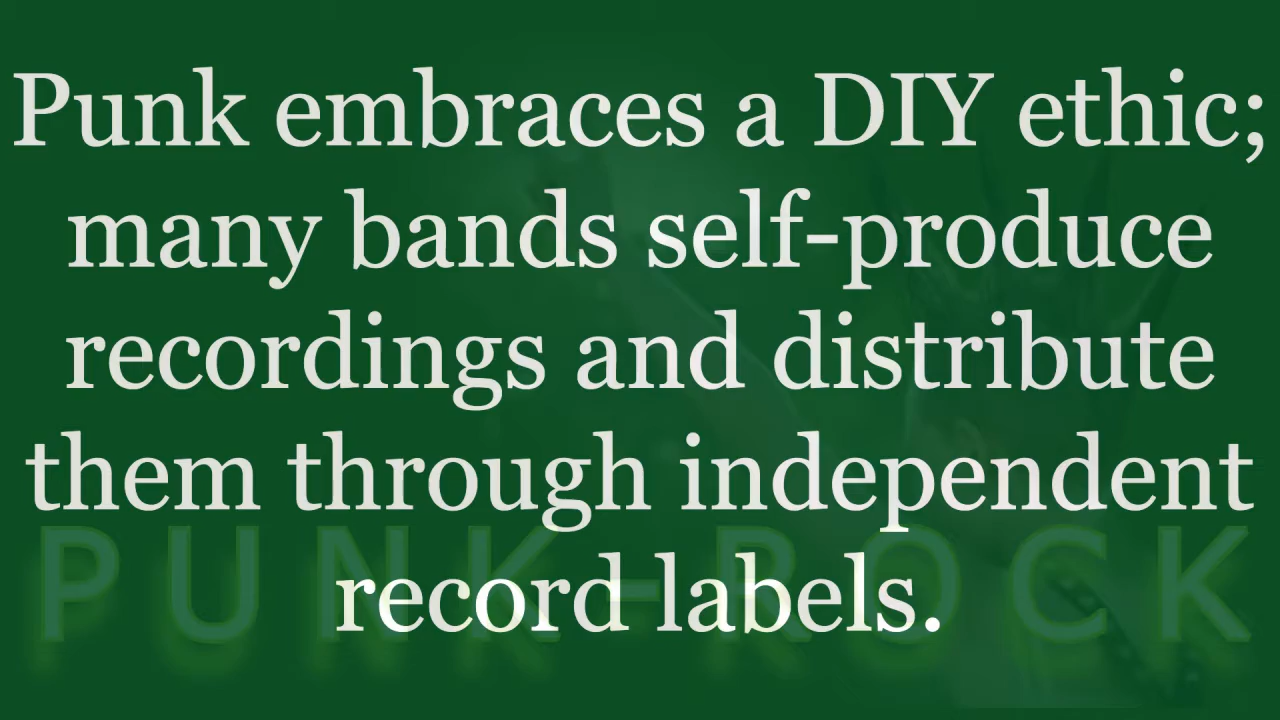 Punk embraces a DIY ethic;
many bands self-produce
recordings and distribute
them through independent
PUNK-ROCK
record labels.